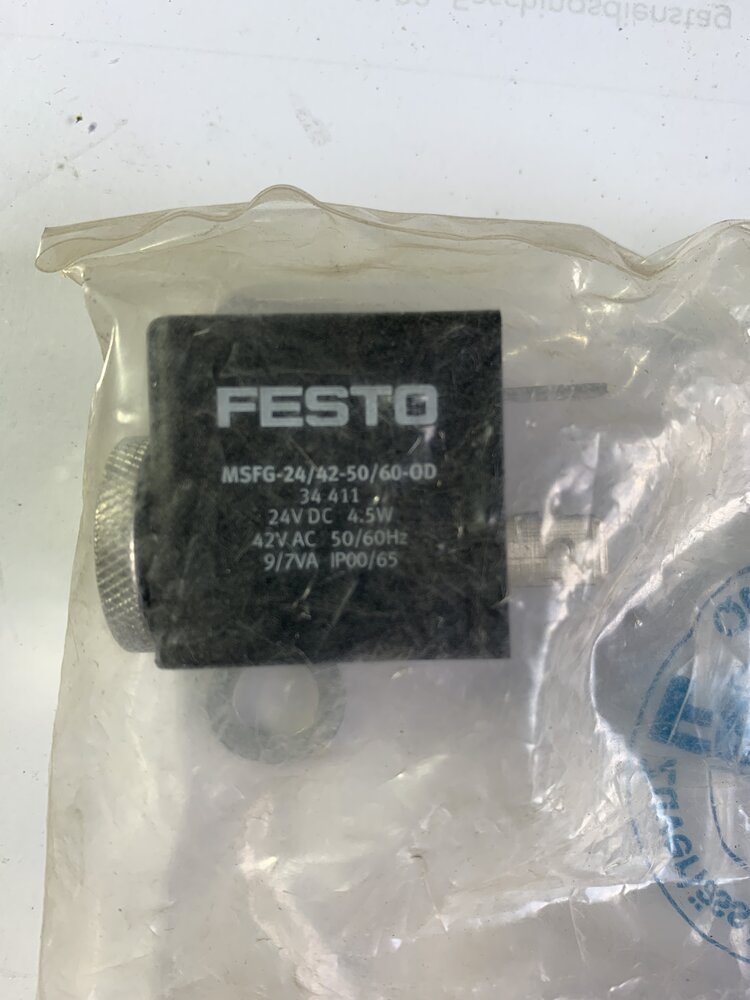 Faschingsdienstag
FESTO
MSFG-24/42-50/60-OD
34 411
24V DC 4.5W
42V AC 50/60Hz
9/7VA IP00/65